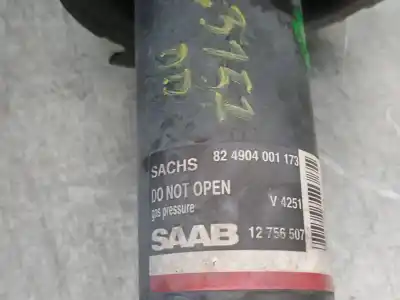 SACHS 82 4904 001 173
DO NOT OPEN
gas pressure V 4251
SAAB 12 756 507